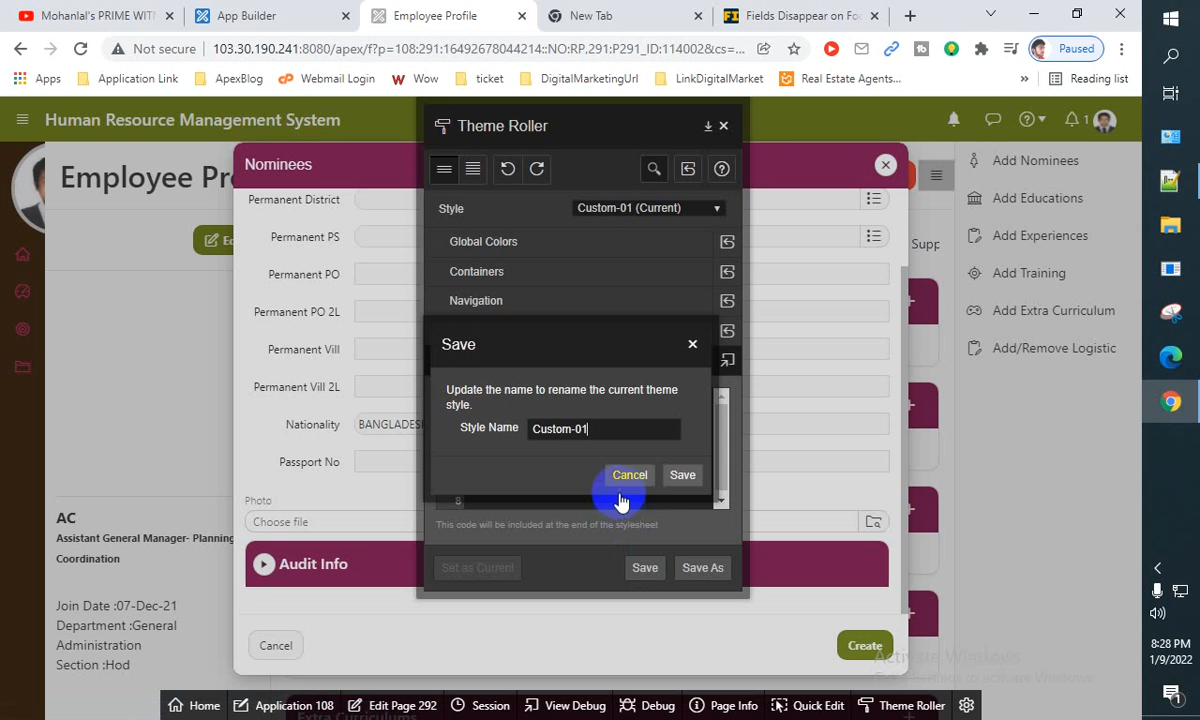 Mohanlal's PRIME WITN
App Builder
Employee Profile
New Tab
Fields Disappear on Foc
Not secure
103.30.190.241:8080/apex/f?p=108:291:16492678044214::NO:RP,291:P291_ID:114002&cs=...
Paused
Apps
Application Link
ApexBlog
Webmail Login
Wow
ticket
DigitalMarketingUrl
LinkDigitalMarket
Real Estate Agents...
»
Reading list
Human Resource Management System
1
Employee Pr
Nominees
Permanent District
Permanent PS
Permanent PO
Permanent PO 2L
Permanent Vill
Permanent Vill 2L
Nationality
BANGLADES
Passport No
Photo
Choose file
Audit Info
Cancel
Create
Theme Roller
Style
Custom-01 (Current)
Global Colors
Containers
Navigation
Save
Update the name to rename the current theme
style.
Style Name
Custom-01
Cancel
Save
8
This code will be included at the end of the stylesheet
Set as Current
Save
Save As
Supp
Add Nominees
Add Educations
Add Experiences
Add Training
Add Extra Curriculum
Add/Remove Logistic
AC
Assistant General Manager- Planning
Coordination
Join Date :07-Dec-21
Department :General
Administration
Section :Hod
Activate Windows
Home
Application 108
Edit Page 292
Session
View Debug
Debug
Page Info
Quick Edit
Theme Roller
8:28 PM
1/9/2022
1